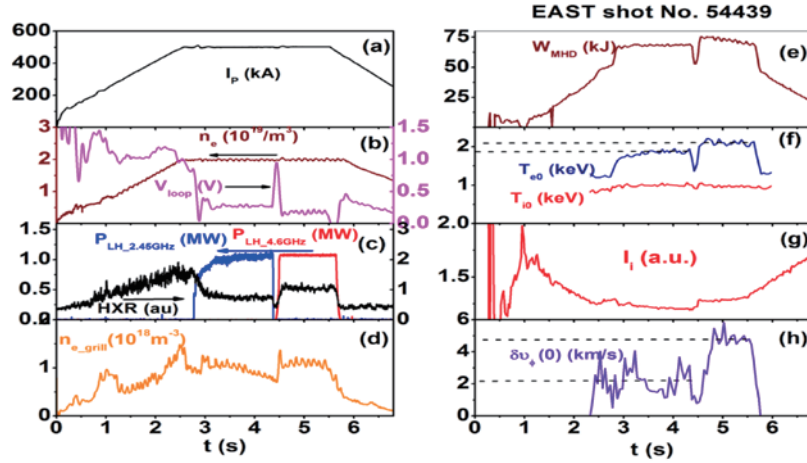 EAST shot No. 54439
600
400
200
0
(a)
I_P (kA)
3
2
1
(b)
n_e (10^19/m^3)
V_loop (V)
1.5
1.0
0.5
0.0
1.5
1.0
0.5
(c)
P_LH_2.45GHz (MW)
P_LH_4.6GHz (MW)
HXR (au)
3
2
1
0
(d)
n_e_grill (10^18 m^-3)
1
0
0 1 2 3 4 5 6
t (s)
75
50
25
(e)
W_MHD (kJ)
3
2
1
(f)
T_e0 (keV)
T_i0 (keV)
2.0
1.5
(g)
I_i (a.u.)
6
4
2
0
(h)
δυ_ϕ(0) (km/s)
0 1 2 3 4 5 6
t (s)